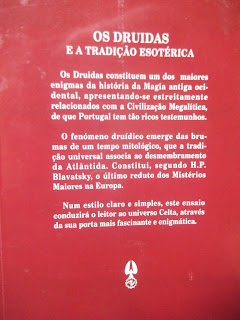 OS DRUIDAS
E A TRADIÇÃO ESOTÉRICA
Os Druidas constituem um dos maiores
enigmas da história da Magia antiga oci-
dental, apresentando-se estreitamente
relacionados com a Civilização Megalítica,
de que Portugal tem tão ricos testemunhos.
O fenómeno druídico emerge das bru-
mas de um tempo mitológico, que a tradi-
ção universal associa ao desmembramento
da Atlântida. Constitui, segundo H.P.
Blavatsky, o último reduto dos Mistérios
Maiores na Europa.
Num estilo claro e simples, este ensaio
conduzirá o leitor ao universo Celta, através
da sua porta mais fascinante e enigmática.